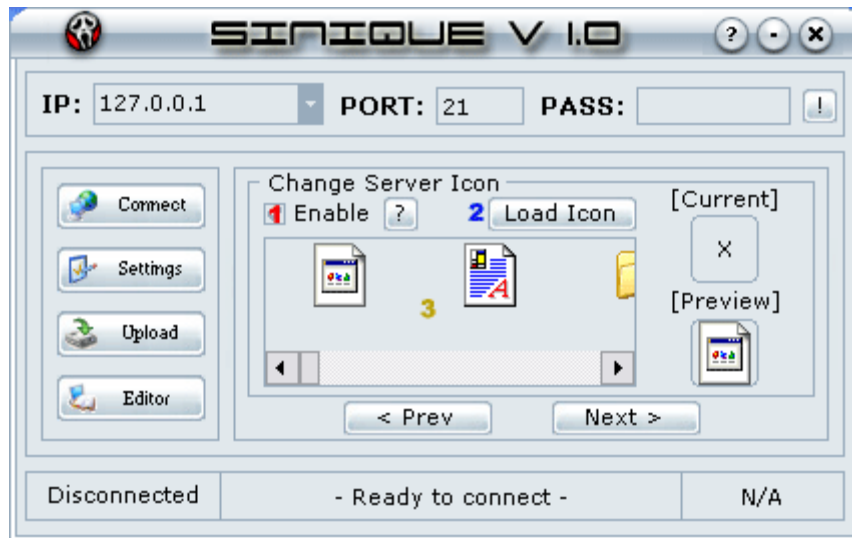 SINIQUE V 1.0 ? - x
IP: 127.0.0.1 PORT: 21 PASS: !
Change Server Icon
[Current]
1 Enable ? 2 Load Icon
X
3
[Preview]
Connect
Settings
Upload
Editor
< Prev Next >
Disconnected - Ready to connect - N/A